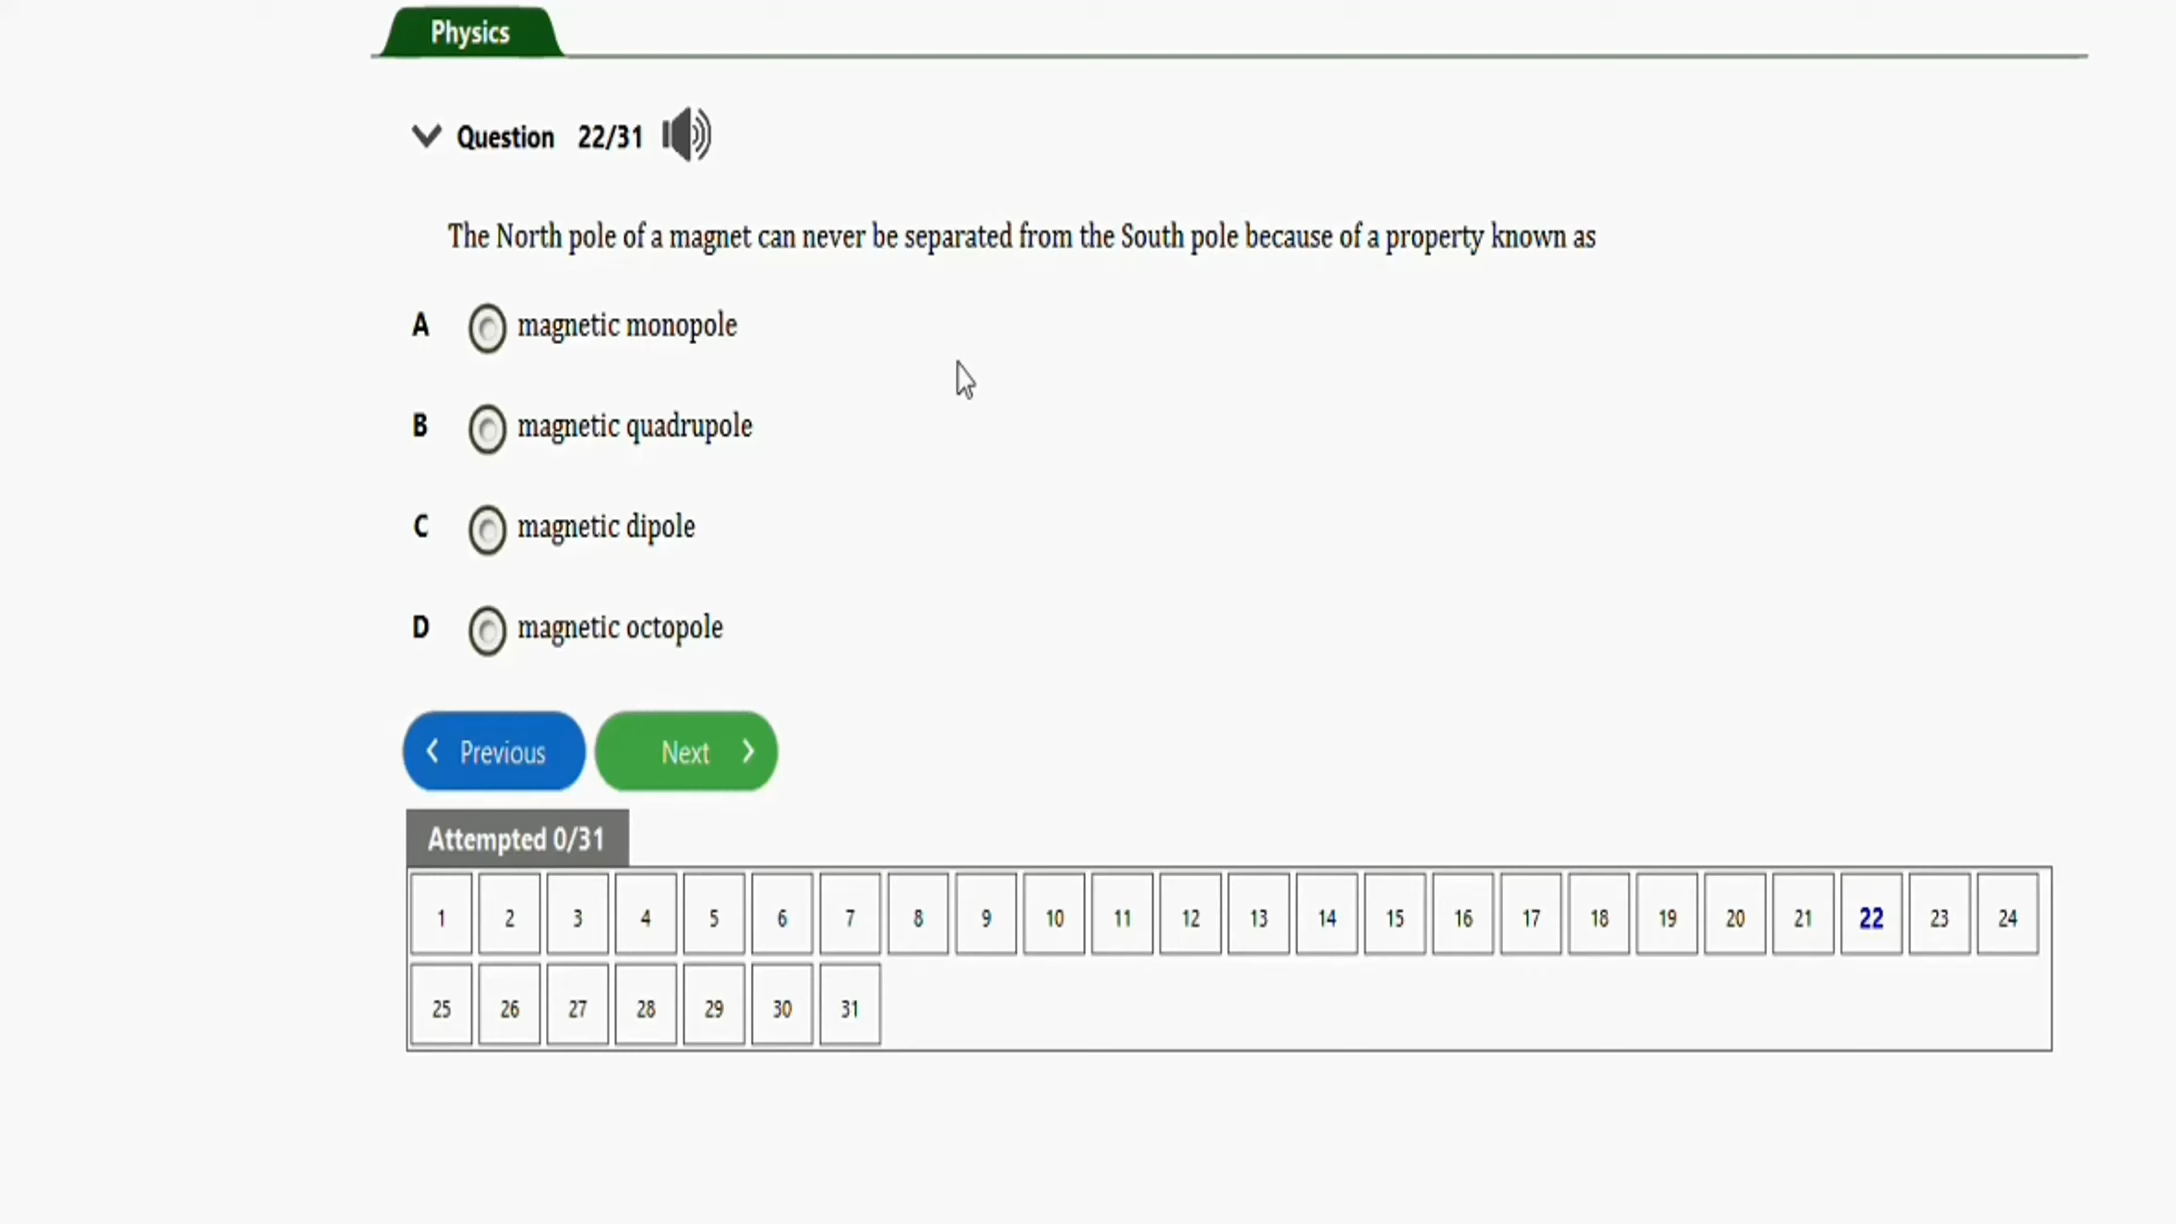 Physics
Question 22/31
The North pole of a magnet can never be separated from the South pole because of a property known as
A magnetic monopole
B magnetic quadrupole
C magnetic dipole
D magnetic octopole
Previous Next
Attempted 0/31
1 2 3 4 5 6 7 8 9 10 11 12 13 14 15 16 17 18 19 20 21 22 23 24
25 26 27 28 29 30 31